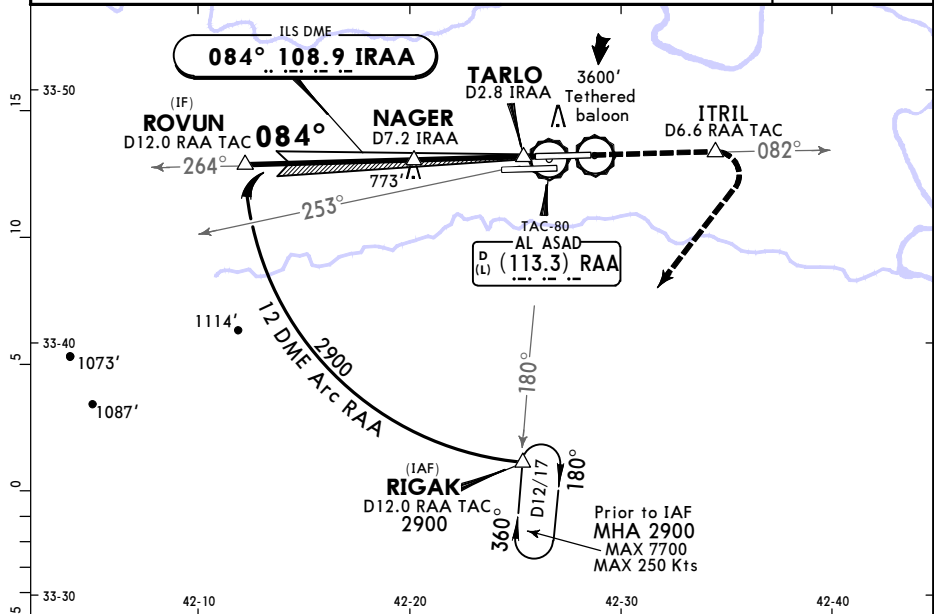 ILS DME
084° 108.9 IRAA
(IF)
ROVUN
D12.0 RAA TAC
084°
NAGER
D7.2 IRAA
TARLO
D2.8 IRAA
3600'
Tethered
baloon
ITRIL
D6.6 RAA TAC
082°
264°
773'
253°
TAC-80
AL ASAD
D
(L)
(113.3) RAA
1114'
1073'
1087'
2900
12 DME Arc RAA
180°
(IAF)
RIGAK
D12.0 RAA TAC
2900
D12/17
180°
360°
Prior to IAF
MHA 2900
MAX 7700
MAX 250 Kts
33-50
33-40
33-30
15
10
5
0
5
42-10
42-20
42-30
42-40